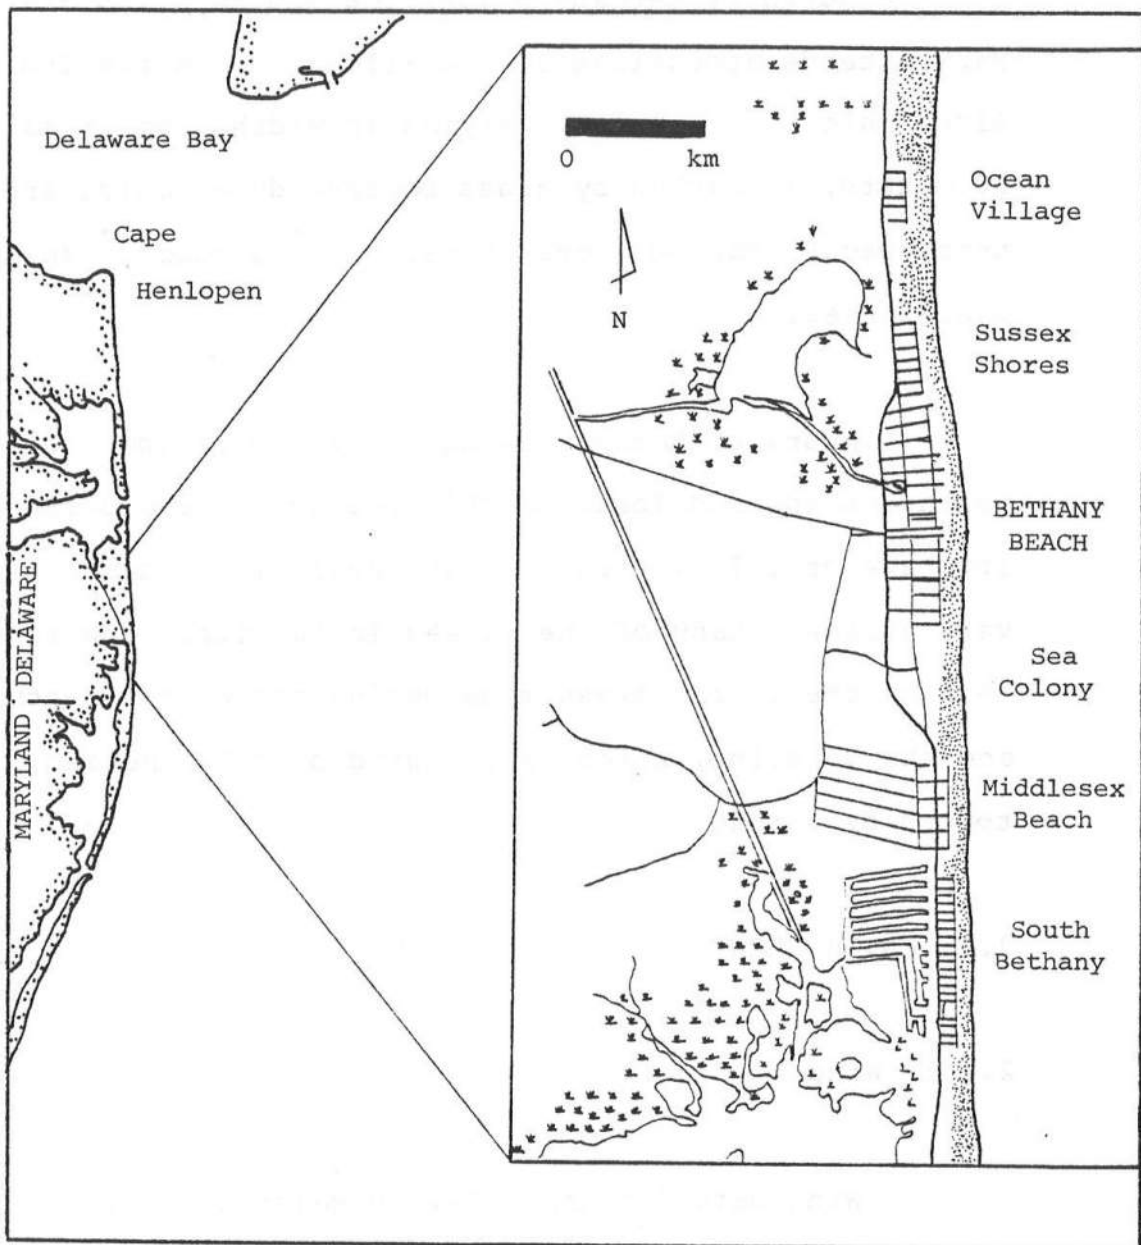 Delaware Bay
Cape
Henlopen
MARYLAND DELAWARE
0 km
N
Ocean
Village
Sussex
Shores
BETHANY
BEACH
Sea
Colony
Middlesex
Beach
South
Bethany